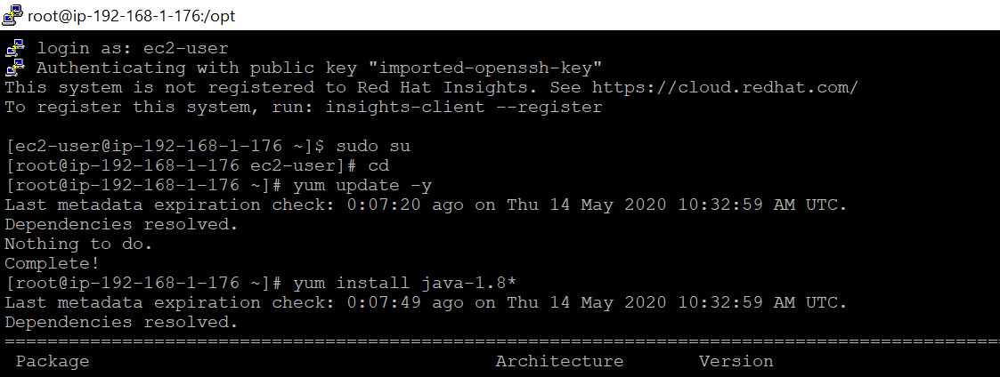 root@ip-192-168-1-176:/opt
login as: ec2-user
Authenticating with public key "imported-openssh-key"
This system is not registered to Red Hat Insights. See https://cloud.redhat.com/
To register this system, run: insights-client --register
[ec2-user@ip-192-168-1-176 ~]$ sudo su
[root@ip-192-168-1-176 ec2-user]# cd
[root@ip-192-168-1-176 ~]# yum update -y
Last metadata expiration check: 0:07:20 ago on Thu 14 May 2020 10:32:59 AM UTC.
Dependencies resolved.
Nothing to do.
Complete!
[root@ip-192-168-1-176 ~]# yum install java-1.8*
Last metadata expiration check: 0:07:49 ago on Thu 14 May 2020 10:32:59 AM UTC.
Dependencies resolved.
================================================================================================
Package Architecture Version